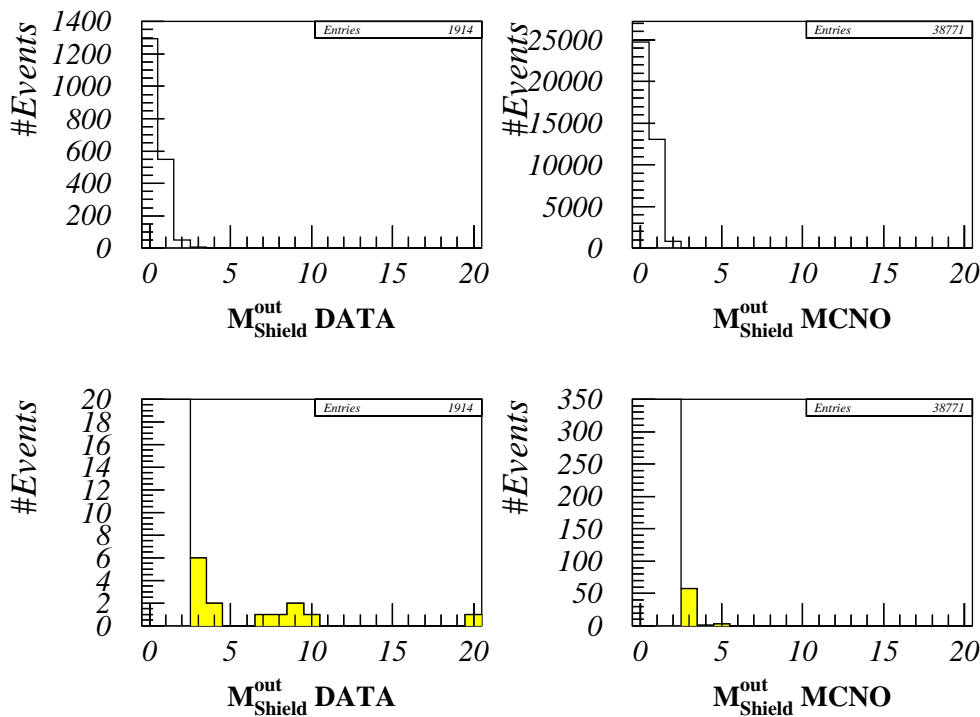 Entries 1914
#Events
1400
1200
1000
800
600
400
200
0
0 5 10 15 20
M^out_Shield DATA
Entries 38771
#Events
25000
20000
15000
10000
5000
0
0 5 10 15 20
M^out_Shield MCNO
Entries 1914
#Events
20
18
16
14
12
10
8
6
4
2
0
0 5 10 15 20
M^out_Shield DATA
Entries 38771
#Events
350
300
250
200
150
100
50
0
0 5 10 15 20
M^out_Shield MCNO